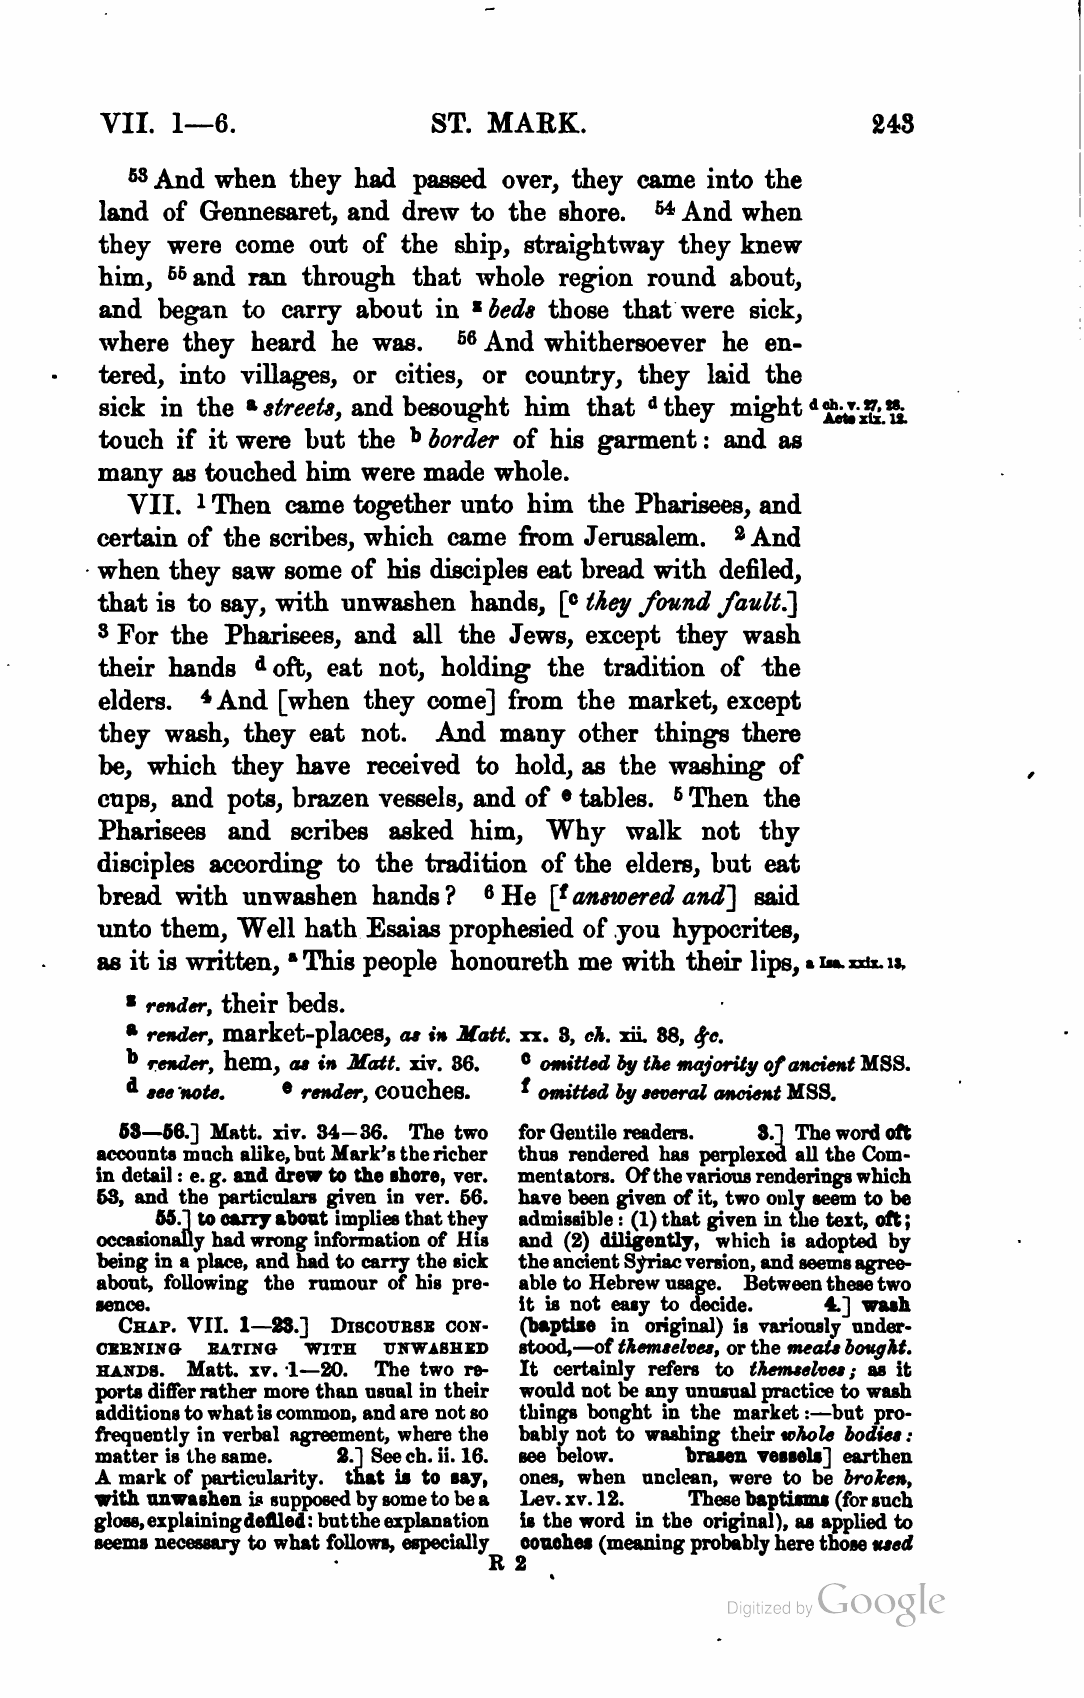 VII. 1—6. ST. MARK. 243
53 And when they had passed over, they came into the
land of Gennesaret, and drew to the shore. 54 And when
they were come out of the ship, straightway they knew
him, 55 and ran through that whole region round about,
and began to carry about in z beds those that were sick,
where they heard he was. 56 And whithersoever he en-
tered, into villages, or cities, or country, they laid the
sick in the a streets, and besought him that d they might
d ch. v. 27, 28.
Acts xix. 12.
touch if it were but the b border of his garment: and as
many as touched him were made whole.
VII. 1 Then came together unto him the Pharisees, and
certain of the scribes, which came from Jerusalem. 2 And
when they saw some of his disciples eat bread with defiled,
that is to say, with unwashen hands, [c they found fault.]
3 For the Pharisees, and all the Jews, except they wash
their hands d oft, eat not, holding the tradition of the
elders. 4 And [when they come] from the market, except
they wash, they eat not. And many other things there
be, which they have received to hold, as the washing of
cups, and pots, brazen vessels, and of e tables. 5 Then the
Pharisees and scribes asked him, Why walk not thy
disciples according to the tradition of the elders, but eat
bread with unwashen hands? 6 He [f answered and] said
unto them, Well hath Esaias prophesied of you hypocrites,
as it is written, a This people honoureth me with their lips,
a Isa. xxix. 13.
z render, their beds.
a render, market-places, as in Matt. xx. 3, ch. xii. 38, &c.
b render, hem, as in Matt. xiv. 36. c omitted by the majority of ancient MSS.
d see note. e render, couches. f omitted by several ancient MSS.
53—56.] Matt. xiv. 34–36. The two
accounts much alike, but Mark's the richer
in detail: e. g. and drew to the shore, ver.
53, and the particulars given in ver. 56.
55.] to carry about implies that they
occasionally had wrong information of His
being in a place, and had to carry the sick
about, following the rumour of his pre-
sence.
CHAP. VII. 1—23.] DISCOURSE CON-
CERNING EATING WITH UNWASHED
HANDS. Matt. xv. 1—20. The two re-
ports differ rather more than usual in their
additions to what is common, and are not so
frequently in verbal agreement, where the
matter is the same. 2.] See ch. ii. 16.
A mark of particularity. that is to say,
with unwashen is supposed by some to be a
gloss, explaining defiled: but the explanation
seems necessary to what follows, especially
for Gentile readers. 3.] The word oft
thus rendered has perplexed all the Com-
mentators. Of the various renderings which
have been given of it, two only seem to be
admissible: (1) that given in the text, oft;
and (2) diligently, which is adopted by
the ancient Syriac version, and seems agree-
able to Hebrew usage. Between these two
it is not easy to decide. 4.] wash
(baptise in original) is variously under-
stood,—of themselves, or the meats bought.
It certainly refers to themselves; as it
would not be any unusual practice to wash
things bought in the market:—but pro-
bably not to washing their whole bodies:
see below. brasen vessels] earthen
ones, when unclean, were to be broken,
Lev. xv. 12. These baptisms (for such
is the word in the original), as applied to
couches (meaning probably here those used
R 2
Digitized by Google